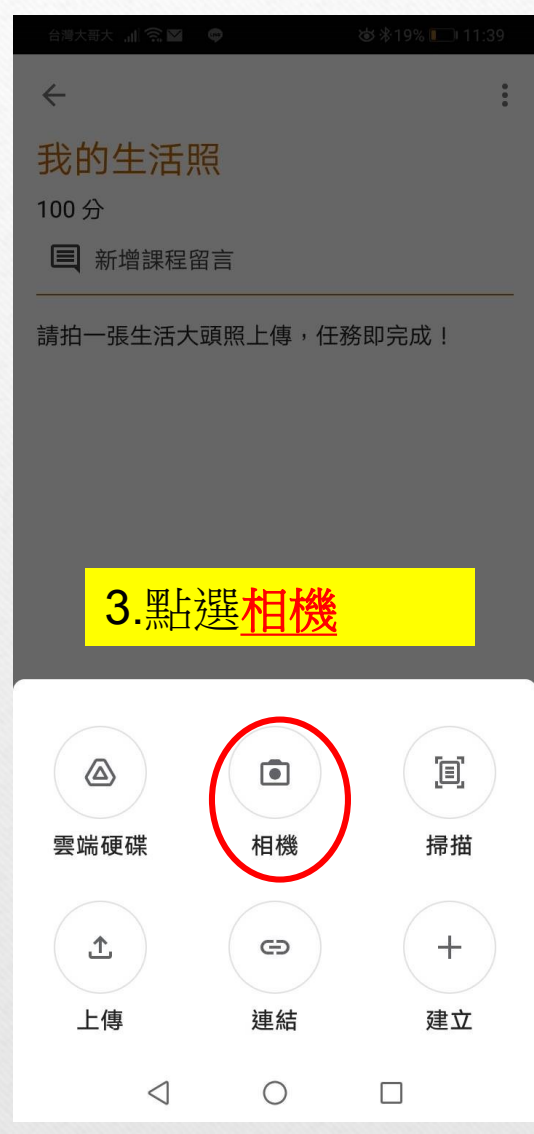 台灣大哥大 19% 11:39
我的生活照
100 分
新增課程留言
請拍一張生活大頭照上傳，任務即完成！
3.點選相機
雲端硬碟 相機 掃描
上傳 連結 建立